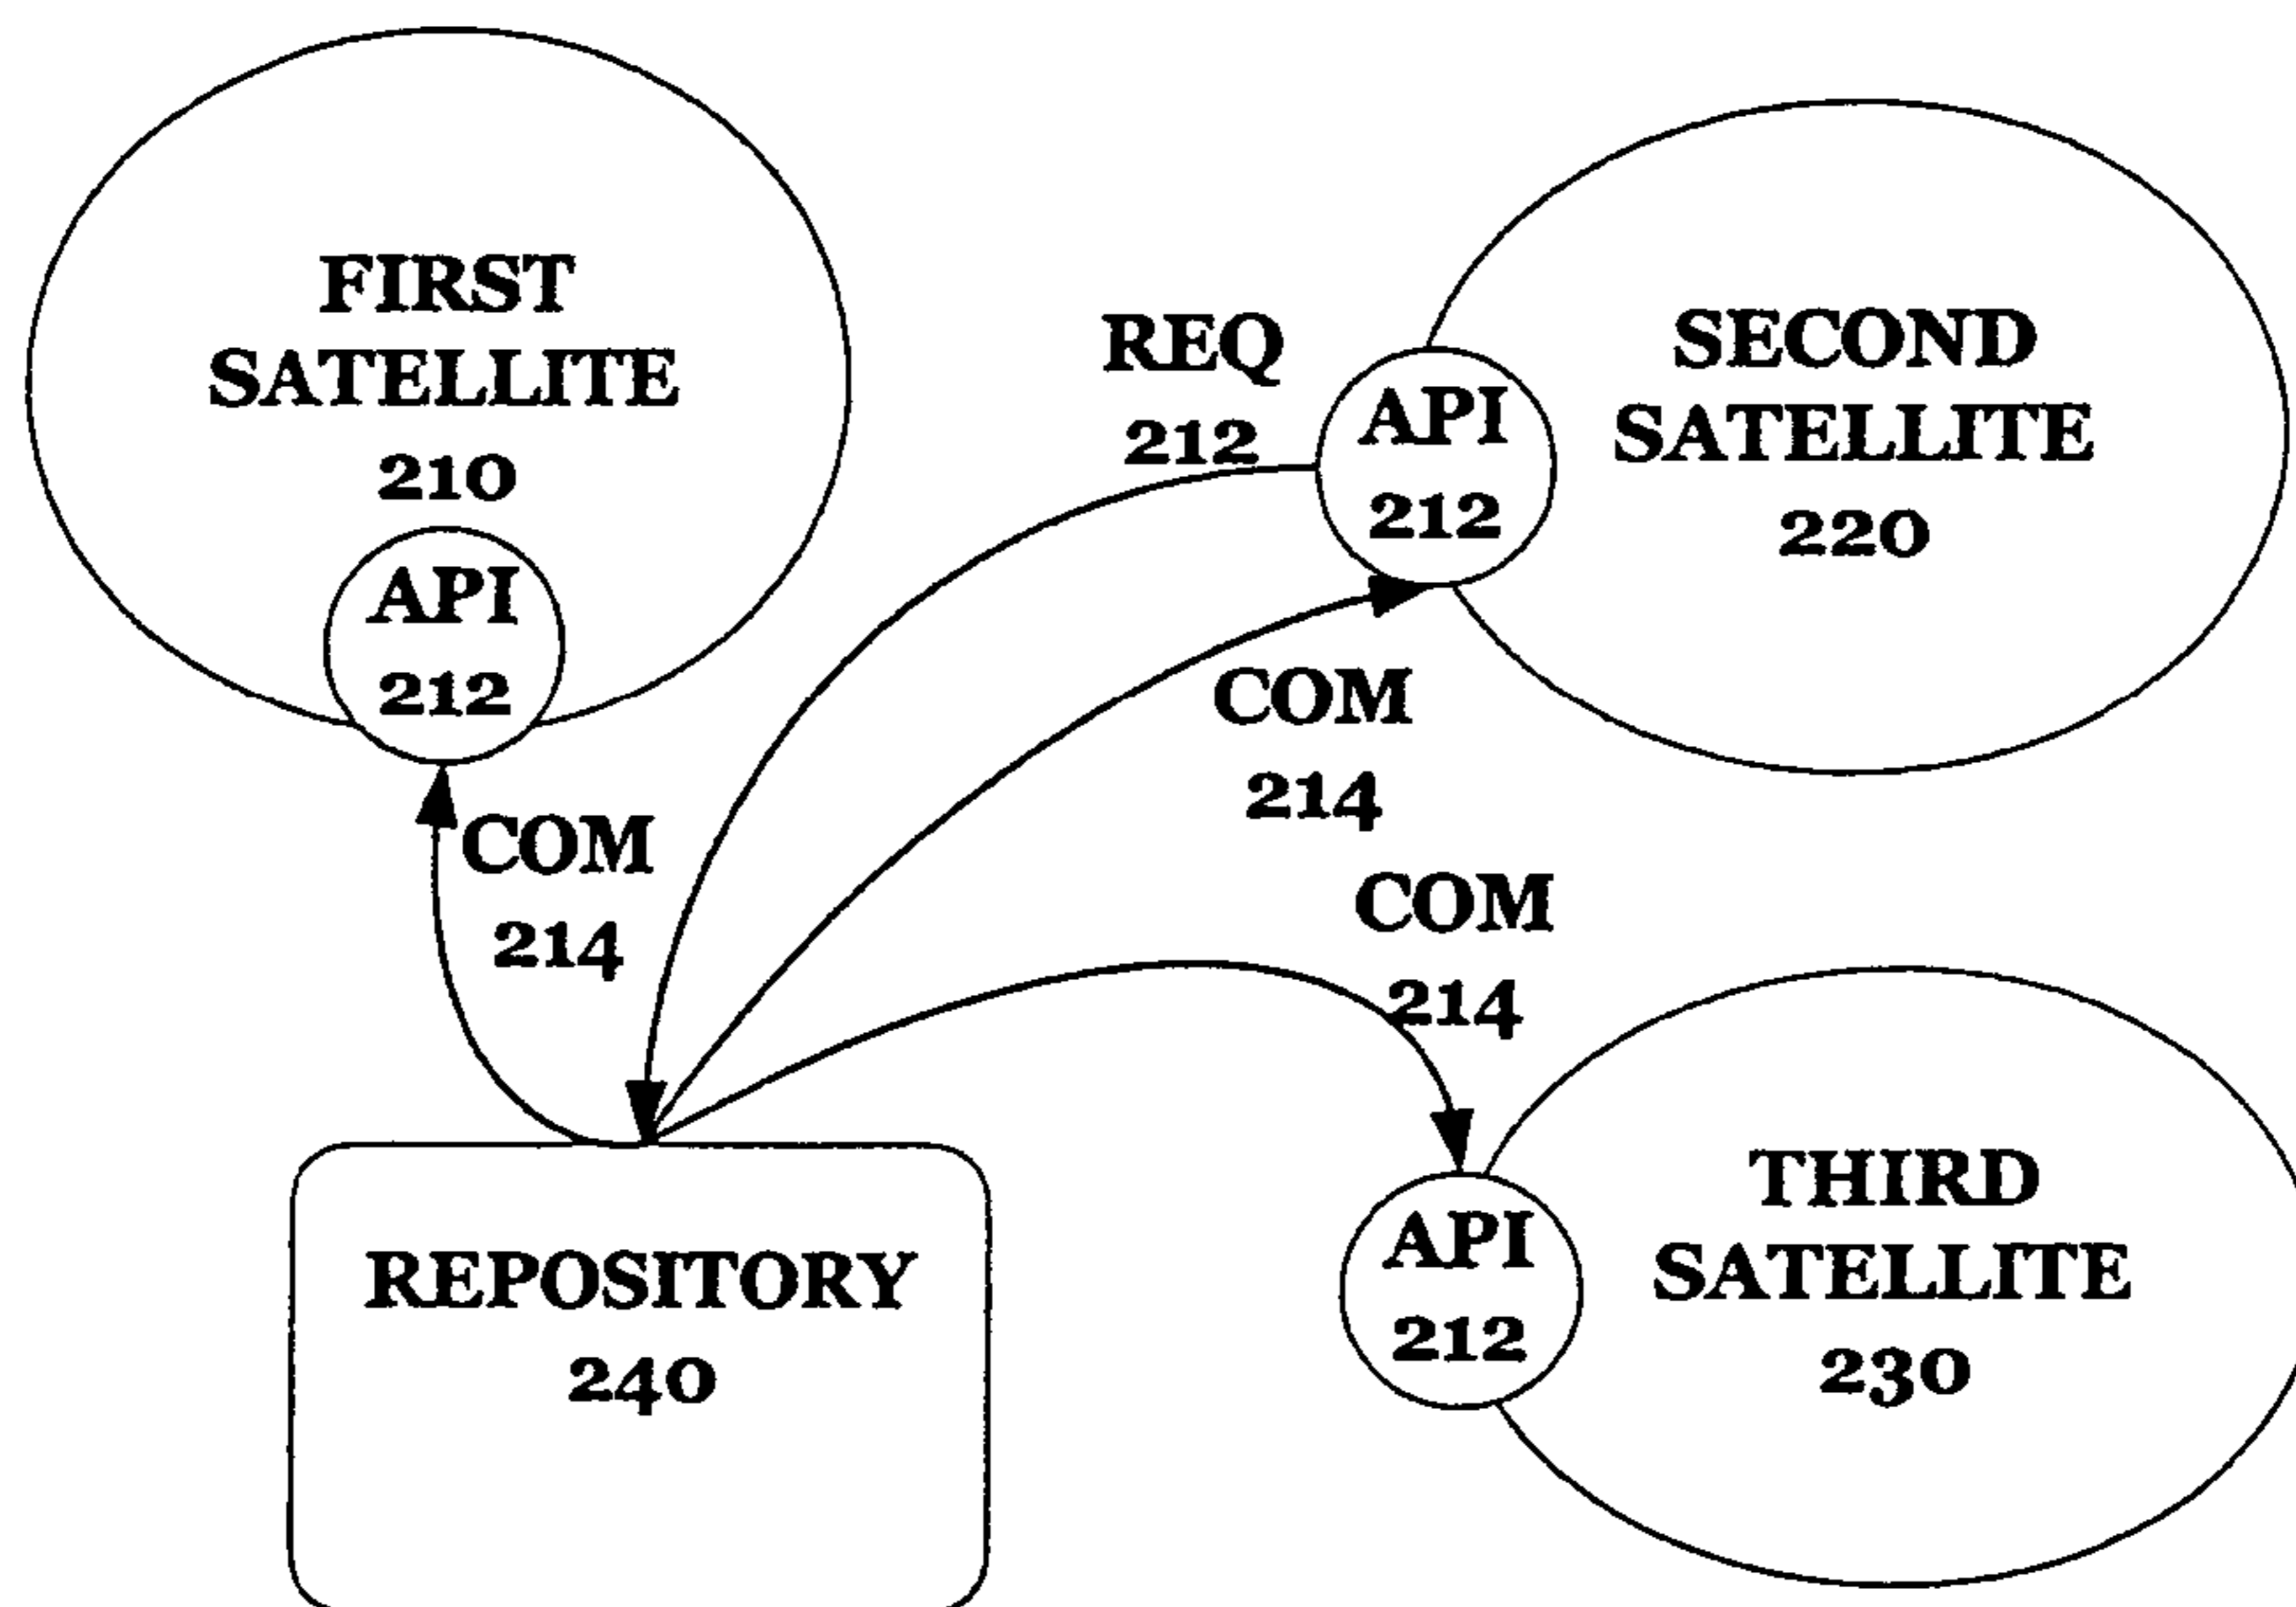 FIRST
SATELLITE
210
API
212
REQ
212
API
212
SECOND
SATELLITE
220
COM
214
COM
214
COM
214
REPOSITORY
240
API
212
THIRD
SATELLITE
230